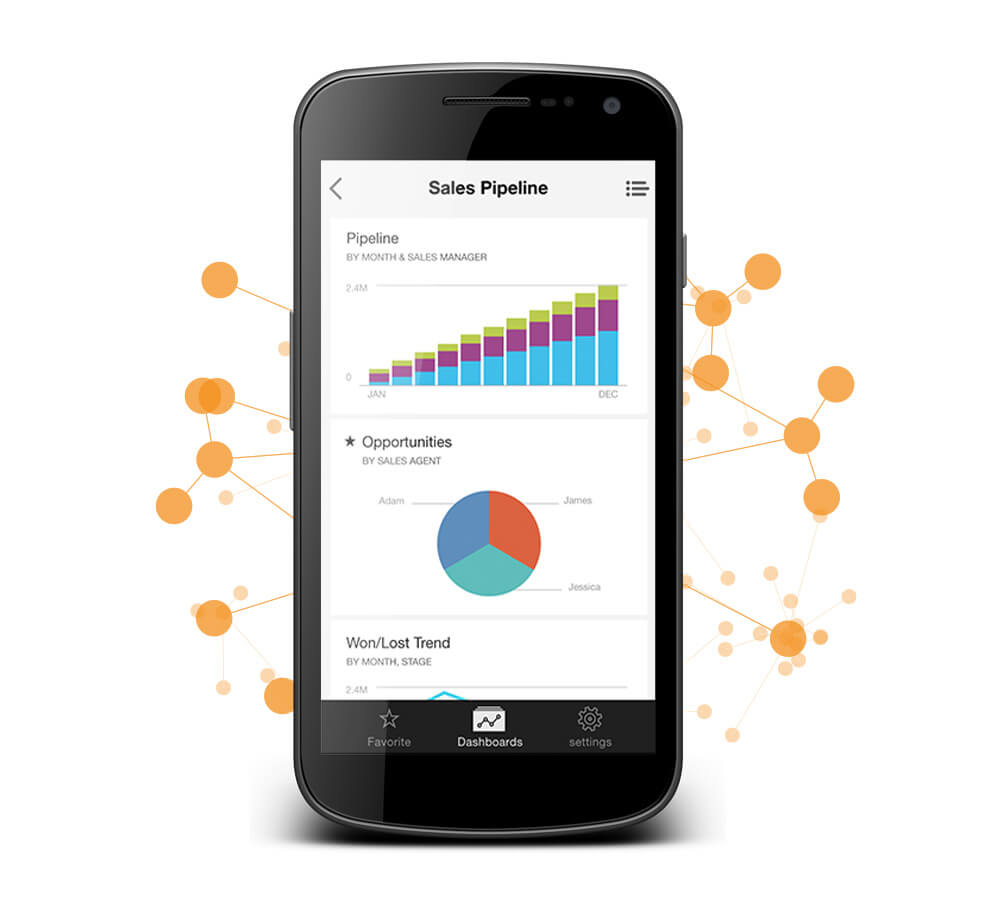 Sales Pipeline
Pipeline
BY MONTH & SALES MANAGER
2.4M
0
JAN DEC
Opportunities
BY SALES AGENT
Adam James
Jessica
Won/Lost Trend
BY MONTH, STAGE
2.4M
Favorite Dashboards settings